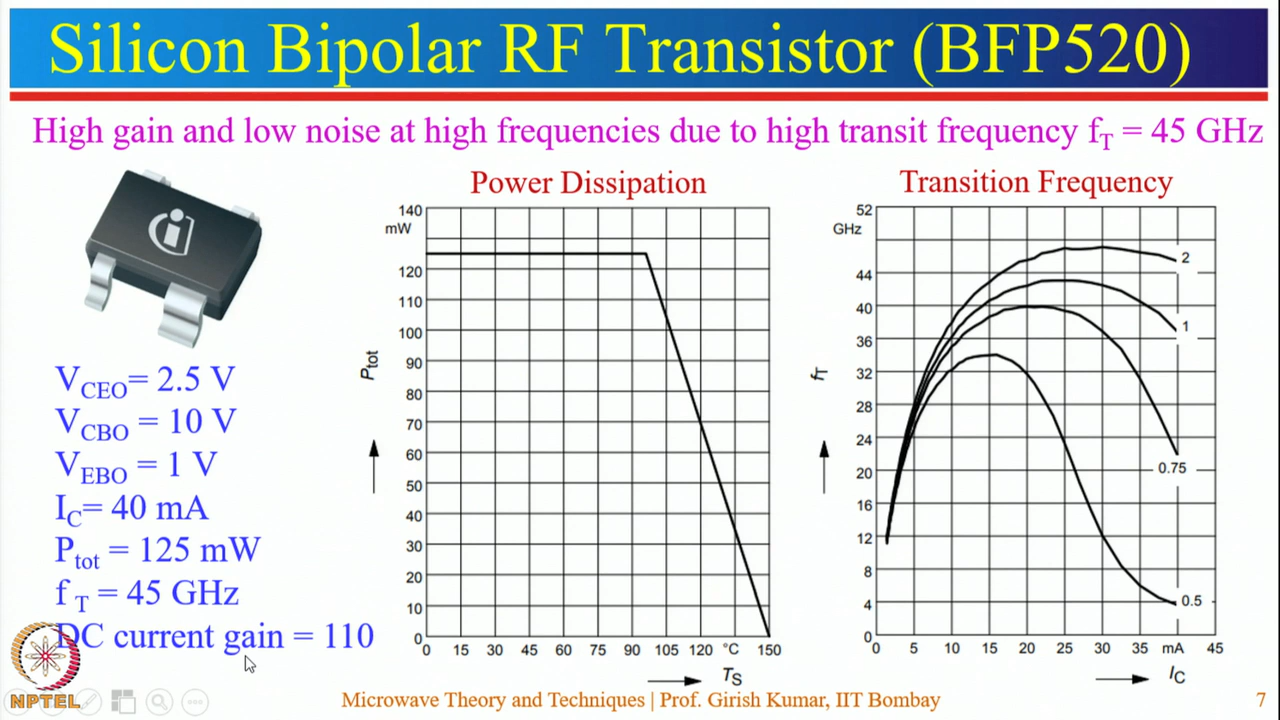 Silicon Bipolar RF Transistor (BFP520)
High gain and low noise at high frequencies due to high transit frequency fT = 45 GHz
VCEO= 2.5 V
VCBO = 10 V
VEBO = 1 V
IC= 40 mA
Ptot = 125 mW
f T = 45 GHz
DC current gain = 110
Power Dissipation
140
mW
120
110
100
90
80
70
60
50
40
30
20
10
0
Ptot
0 15 30 45 60 75 90 105 120 °C 150
TS
Transition Frequency
52
GHz
44
40
36
32
28
24
20
16
12
8
4
0
fT
2
1
0.75
0.5
0 5 10 15 20 25 30 35 mA 45
IC
NPTEL
Microwave Theory and Techniques | Prof. Girish Kumar, IIT Bombay
7